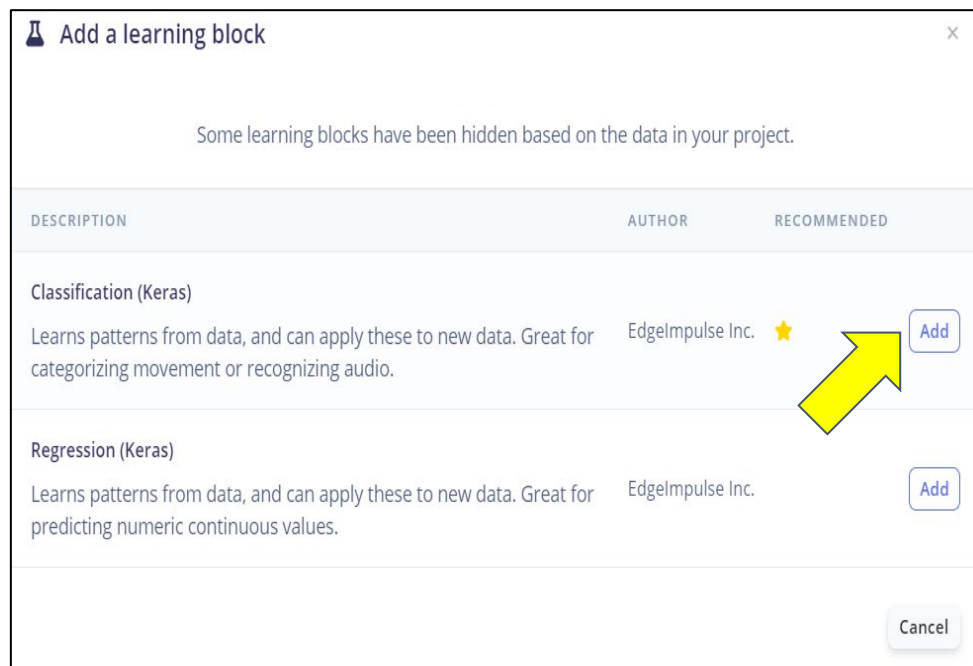 Add a learning block
Some learning blocks have been hidden based on the data in your project.
DESCRIPTION AUTHOR RECOMMENDED
Classification (Keras)
Learns patterns from data, and can apply these to new data. Great for
categorizing movement or recognizing audio.
EdgeImpulse Inc.
Add
Regression (Keras)
Learns patterns from data, and can apply these to new data. Great for
predicting numeric continuous values.
EdgeImpulse Inc.
Add
Cancel